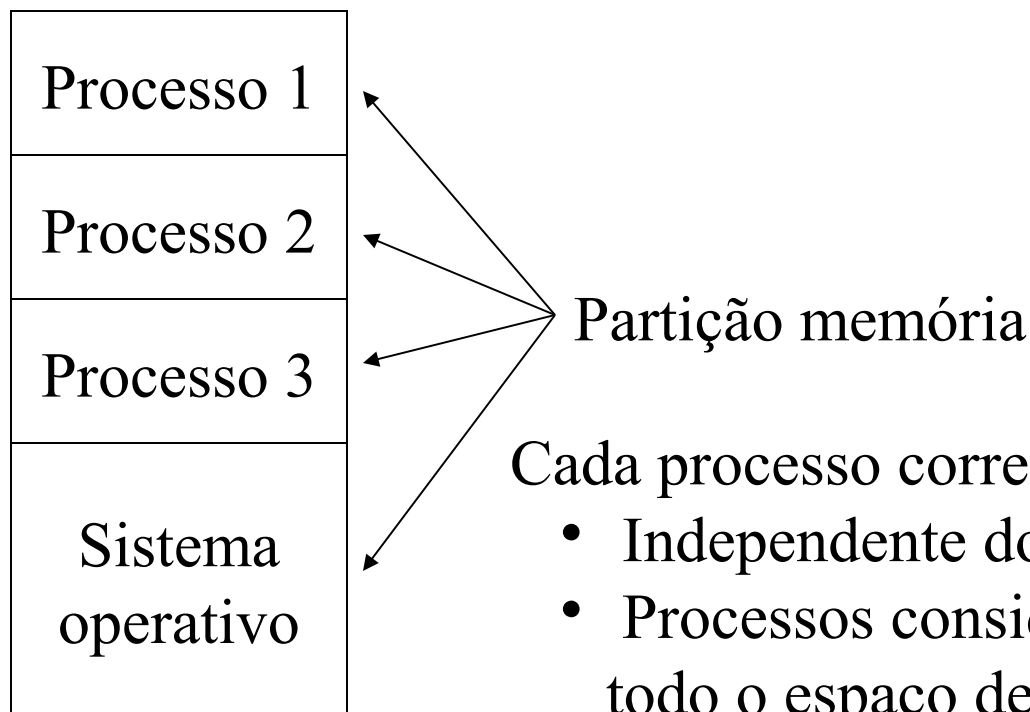 Processo 1
Processo 2
Processo 3
Sistema
operativo
Partição memória
Cada processo corre
• Independente do
• Processos consid
todo o espaço de